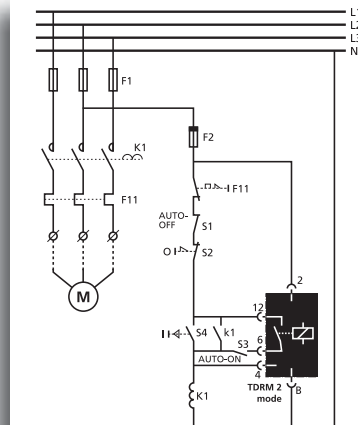 L1
L2
L3
N
F1
F2
K1
F11
F11
AUTO-
OFF
S1
O
S2
2
12
I
S4
k1
S3
6
AUTO-ON
4
TDRM 2
mode
B
K1
M